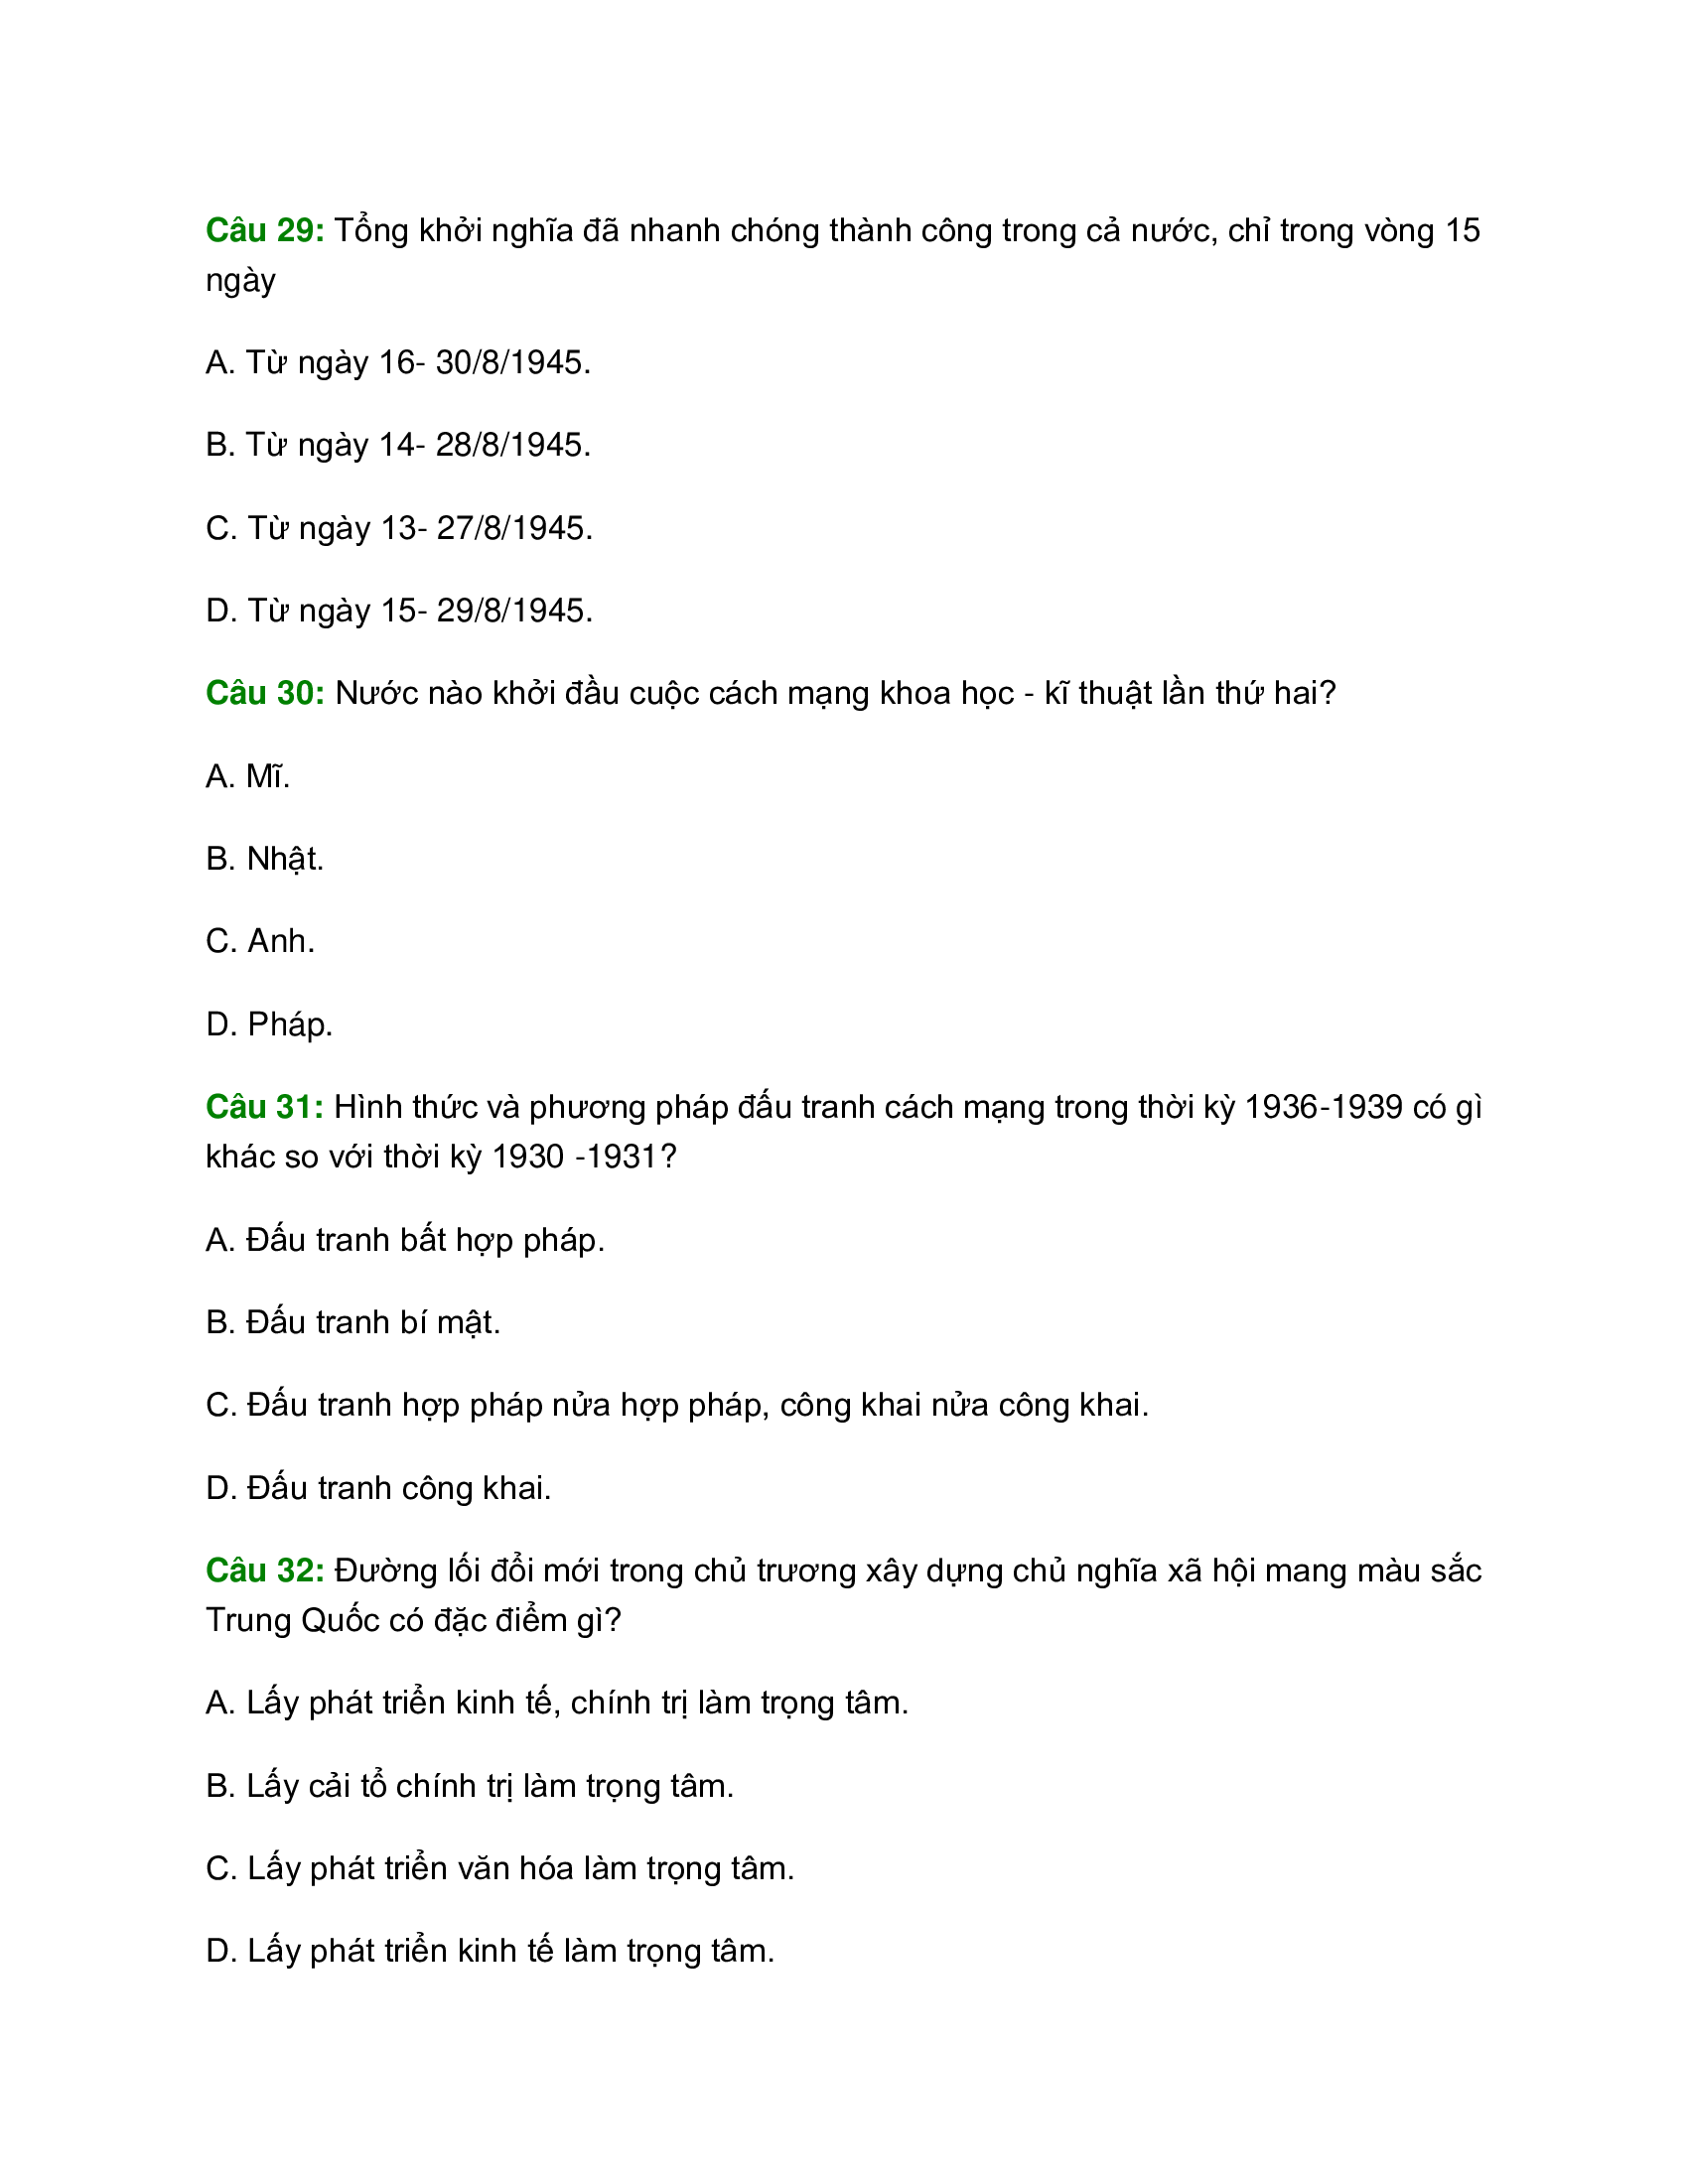 Câu 29: Tổng khởi nghĩa đã nhanh chóng thành công trong cả nước, chỉ trong vòng 15
ngày
A. Từ ngày 16- 30/8/1945.
B. Từ ngày 14- 28/8/1945.
C. Từ ngày 13- 27/8/1945.
D. Từ ngày 15- 29/8/1945.
Câu 30: Nước nào khởi đầu cuộc cách mạng khoa học - kĩ thuật lần thứ hai?
A. Mĩ.
B. Nhật.
C. Anh.
D. Pháp.
Câu 31: Hình thức và phương pháp đấu tranh cách mạng trong thời kỳ 1936-1939 có gì
khác so với thời kỳ 1930 -1931?
A. Đấu tranh bất hợp pháp.
B. Đấu tranh bí mật.
C. Đấu tranh hợp pháp nửa hợp pháp, công khai nửa công khai.
D. Đấu tranh công khai.
Câu 32: Đường lối đổi mới trong chủ trương xây dựng chủ nghĩa xã hội mang màu sắc
Trung Quốc có đặc điểm gì?
A. Lấy phát triển kinh tế, chính trị làm trọng tâm.
B. Lấy cải tổ chính trị làm trọng tâm.
C. Lấy phát triển văn hóa làm trọng tâm.
D. Lấy phát triển kinh tế làm trọng tâm.